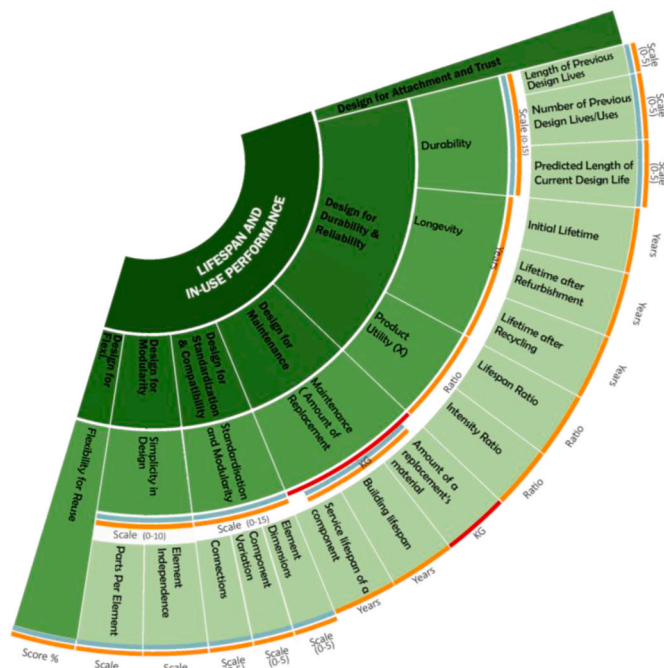 LIFESPAN AND
IN-USE PERFORMANCE
Design for Attachment and Trust
Design for
Durability &
Reliability
Design for
Maintenance
Design for
Standardization
& Compatibility
Design for
Modularity
Design for
Flexi.
Durability
Scale (0-15)
Longevity
Years
Product
Utility (X)
Ratio
Maintenance
( Amount of
Replacement
KG
Standardisation
and Modularity
Scale (0-15)
Simplicity in
Design
Scale (0-10)
Flexibility for Reuse
Score %
Length of Previous
Design Lives
Scale
(0-5)
Number of Previous
Design Lives/Uses
Scale
(0-5)
Predicted Length of
Current Design Life
Scale
(0-5)
Initial Lifetime
Years
Lifetime after
Refurbishment
Years
Lifetime after
Recycling
Years
Lifespan Ratio
Ratio
Intensity Ratio
Ratio
Amount of a
replacement's
material
KG
Building lifespan
Years
Service lifespan of a
component
Years
Element
Dimensions
Scale
(0-5)
Component
Variation
Scale
(0-5)
Connections
Scale
Element
Independence
Scale
Parts Per Element
Scale